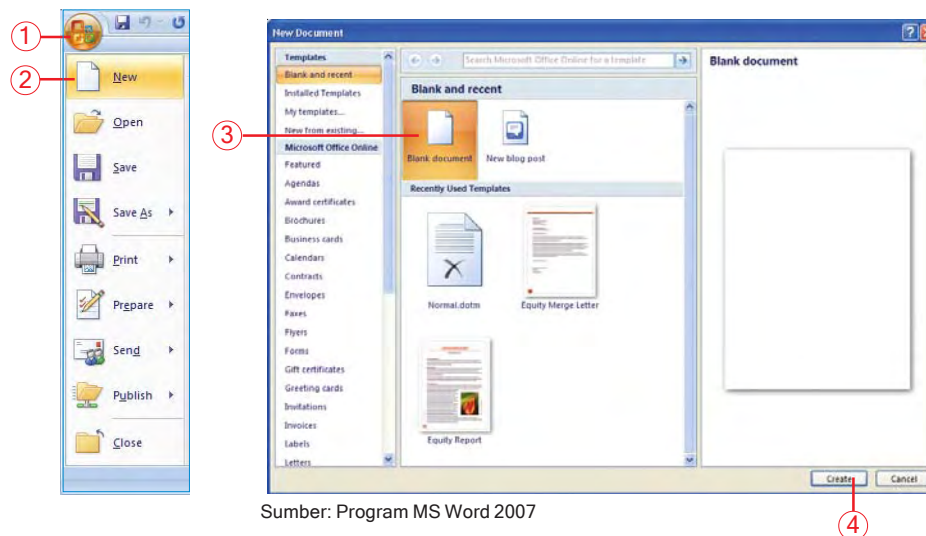 1
2
New
Open
Save
Save As
Print
Prepare
Send
Publish
Close
New Document
Templates
Blank and recent
Installed Templates
My templates...
New from existing...
Microsoft Office Online
Featured
Agendas
Award certificates
Brochures
Business cards
Calendars
Contracts
Envelopes
Faxes
Flyers
Forms
Gift certificates
Greeting cards
Invitations
Invoices
Labels
Letters
Search Microsoft Office Online for a template
Blank and recent
3
Blank document
New blog post
Recently Used Templates
Normal.dotm
Equity Merge Letter
Equity Report
Blank document
Create
Cancel
4
Sumber: Program MS Word 2007